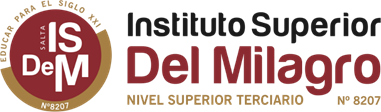 EDUCAR PARA EL SIGLO XXI
SALTA
IS
DeM
Nº8207
Instituto Superior
Del Milagro
NIVEL SUPERIOR TERCIARIO Nº 8207